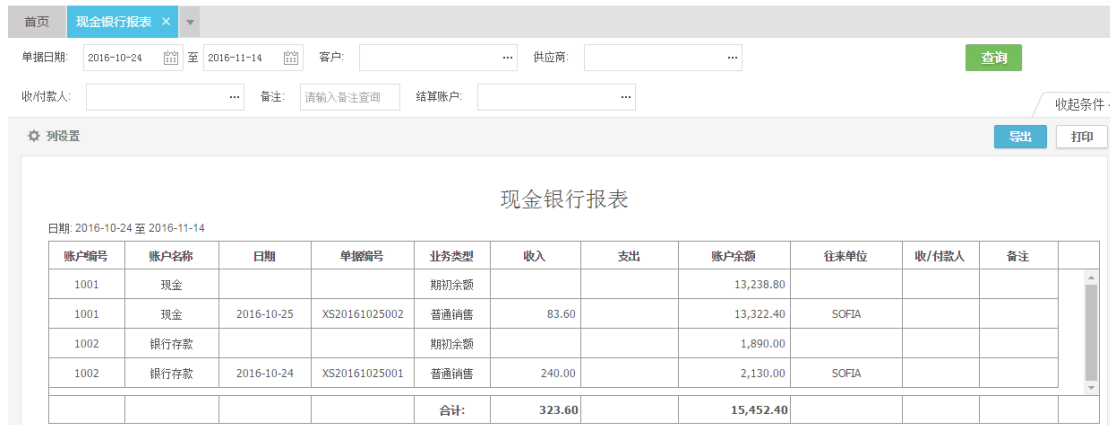 首页 现金银行报表 ×
单据日期: 2016-10-24 至 2016-11-14 客户: ... 供应商: ... 查询
收/付款人: ... 备注: 请输入备注查询 结算账户: ... 收起条件
列设置 导出 打印
现金银行报表
日期: 2016-10-24 至 2016-11-14
账户编号 账户名称 日期 单据编号 业务类型 收入 支出 账户余额 往来单位 收/付款人 备注
1001 现金 期初余额 13,238.80
1001 现金 2016-10-25 XS20161025002 普通销售 83.60 13,322.40 SOFIA
1002 银行存款 期初余额 1,890.00
1002 银行存款 2016-10-24 XS20161025001 普通销售 240.00 2,130.00 SOFIA
合计: 323.60 15,452.40